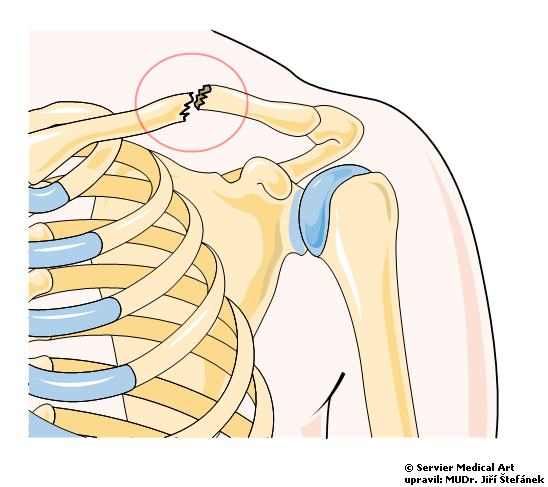 © Servier Medical Art
upravil: MUDr. Jiří Štefánek